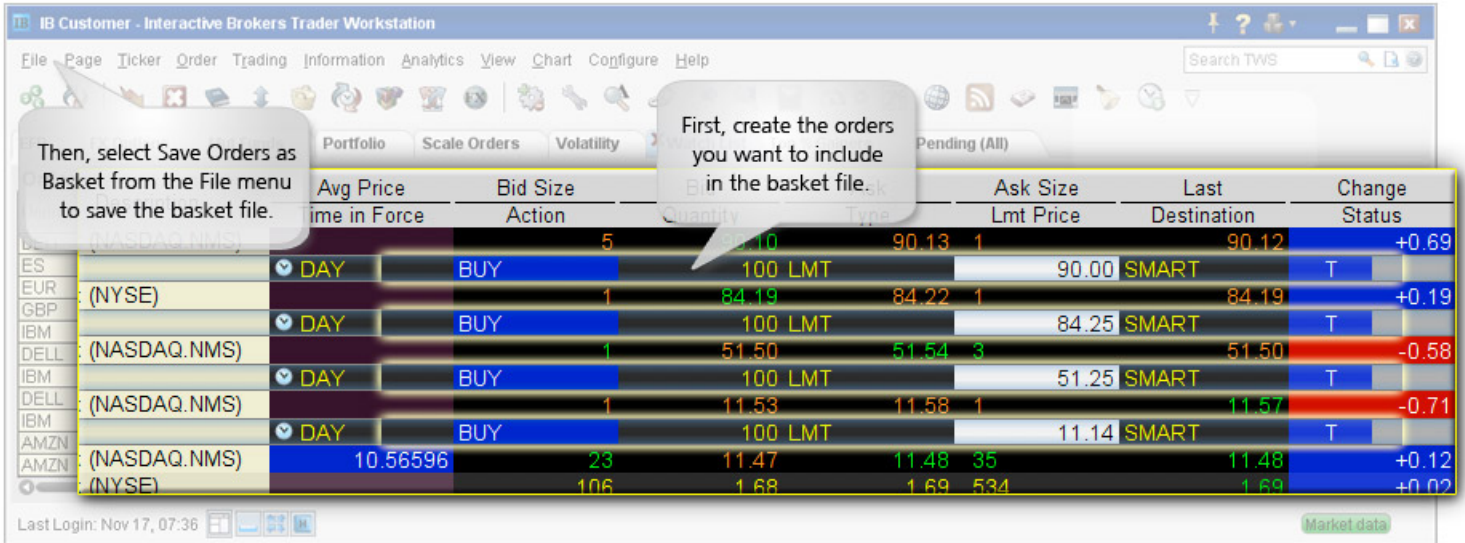 IB Customer - Interactive Brokers Trader Workstation
File Page Ticker Order Trading Information Analytics View Chart Configure Help
Search TWS
Portfolio Scale Orders Volatility Pending (All)
Then, select Save Orders as
Basket from the File menu
to save the basket file.
First, create the orders
you want to include
in the basket file.
Avg Price Bid Size Ask Size Last Change
Description
Time in Force Action Quantity Type Lmt Price Destination Status
(NASDAQ.NMS) 5 90.10 90.13 1 90.12 +0.69
ES DAY BUY 100 LMT 90.00 SMART T
EUR (NYSE) 1 84.19 84.22 1 84.19 +0.19
GBP
IBM DAY BUY 100 LMT 84.25 SMART T
DELL (NASDAQ.NMS) 1 51.50 51.54 3 51.50 -0.58
IBM DAY BUY 100 LMT 51.25 SMART T
DELL (NASDAQ.NMS) 1 11.53 11.58 1 11.57 -0.71
IBM DAY BUY 100 LMT 11.14 SMART T
AMZN
AMZN (NASDAQ.NMS) 10.56596 23 11.47 11.48 35 11.48 +0.12
(NYSE) 106 1.68 1.69 534 1.69 +0.02
Last Login: Nov 17, 07:36 Market data